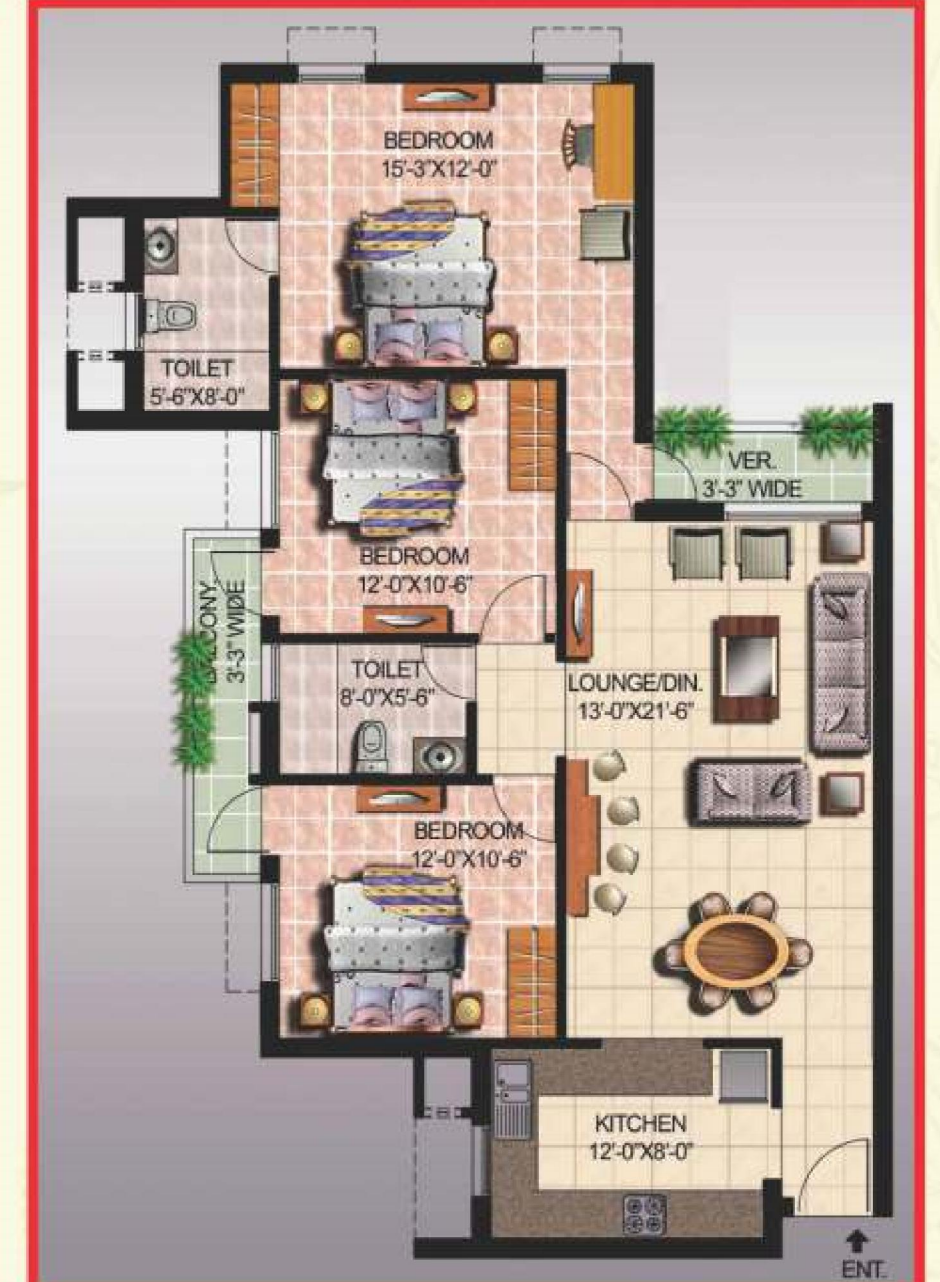 BEDROOM
15'-3"X12'-0"
TOILET
5'-6"X8'-0"
VER.
3'-3" WIDE
BEDROOM
12'-0"X10'-6"
BALCONY
3'-3" WIDE
TOILET
8'-0"X5'-6"
LOUNGE/DIN.
13'-0"X21'-6"
BEDROOM
12'-0"X10'-6"
KITCHEN
12'-0"X8'-0"
ENT.